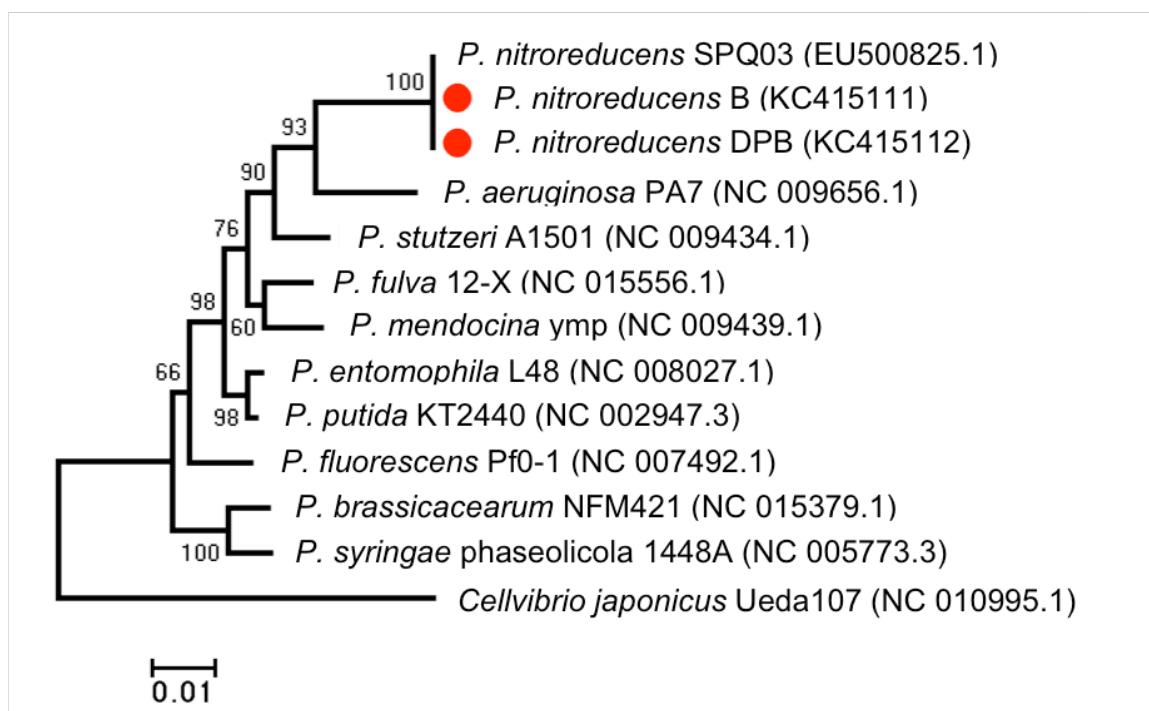 P. nitroreducens SPQ03 (EU500825.1)
100
P. nitroreducens B (KC415111)
93
P. nitroreducens DPB (KC415112)
90
P. aeruginosa PA7 (NC 009656.1)
76
P. stutzeri A1501 (NC 009434.1)
P. fulva 12-X (NC 015556.1)
98
60
P. mendocina ymp (NC 009439.1)
66
P. entomophila L48 (NC 008027.1)
98
P. putida KT2440 (NC 002947.3)
P. fluorescens Pf0-1 (NC 007492.1)
P. brassicacearum NFM421 (NC 015379.1)
100
P. syringae phaseolicola 1448A (NC 005773.3)
Cellvibrio japonicus Ueda107 (NC 010995.1)
0.01